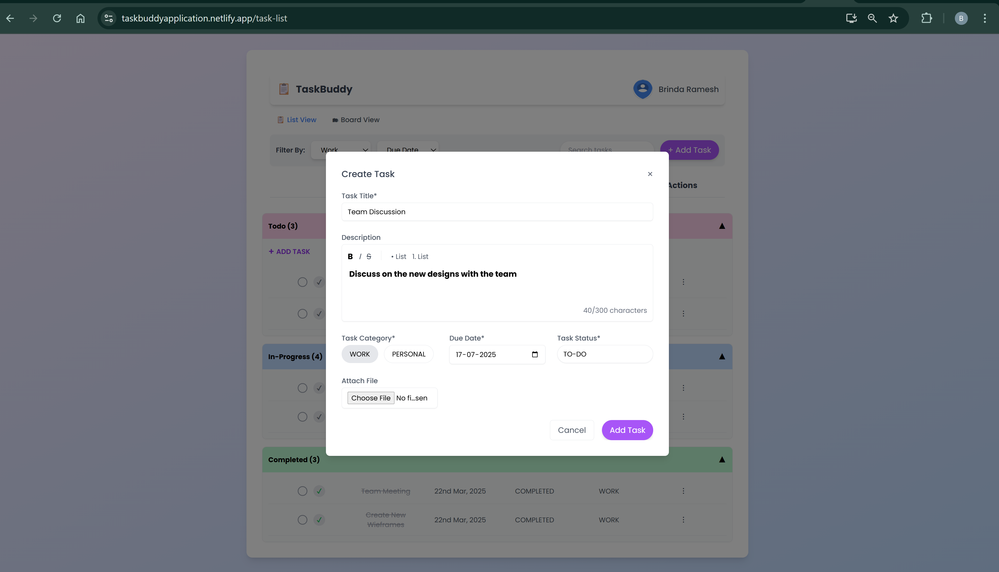 taskbuddyapplication.netlify.app/task-list
B
TaskBuddy
Brinda Ramesh
List View
Board View
Filter By:
Work
Due Date
Search tasks
+ Add Task
Actions
Create Task
×
Task Title*
Team Discussion
Description
B I S • List 1. List
Discuss on the new designs with the team
40/300 characters
Task Category*
Due Date*
Task Status*
WORK
PERSONAL
17-07-2025
TO-DO
Attach File
Choose File No fi...sen
Cancel
Add Task
Todo (3)
+ ADD TASK
In-Progress (4)
Completed (3)
Team Meeting
22nd Mar, 2025
COMPLETED
WORK
Create New
Wieframes
22nd Mar, 2025
COMPLETED
WORK